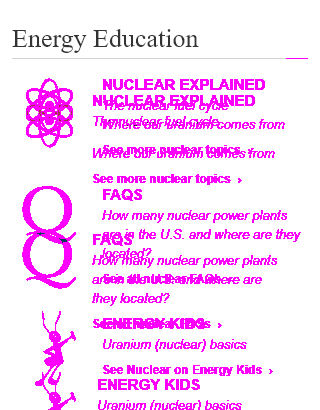 Energy Education
NUCLEAR EXPLAINED
NUCLEAR EXPLAINED
The nuclear fuel cycle
The nuclear fuel cycle
Where our uranium comes from
See more nuclear topics ›
Where our uranium comes from
See more nuclear topics ›
Q
FAQS
How many nuclear power plants
are in the U.S. and where are they
located?
Q
FAQS
How many nuclear power plants
See all nuclear FAQs
are in the U.S. and where are
they located?
See all nuclear FAQs ›
ENERGY KIDS
Uranium (nuclear) basics
See Nuclear on Energy Kids ›
ENERGY KIDS
Uranium (nuclear) basics